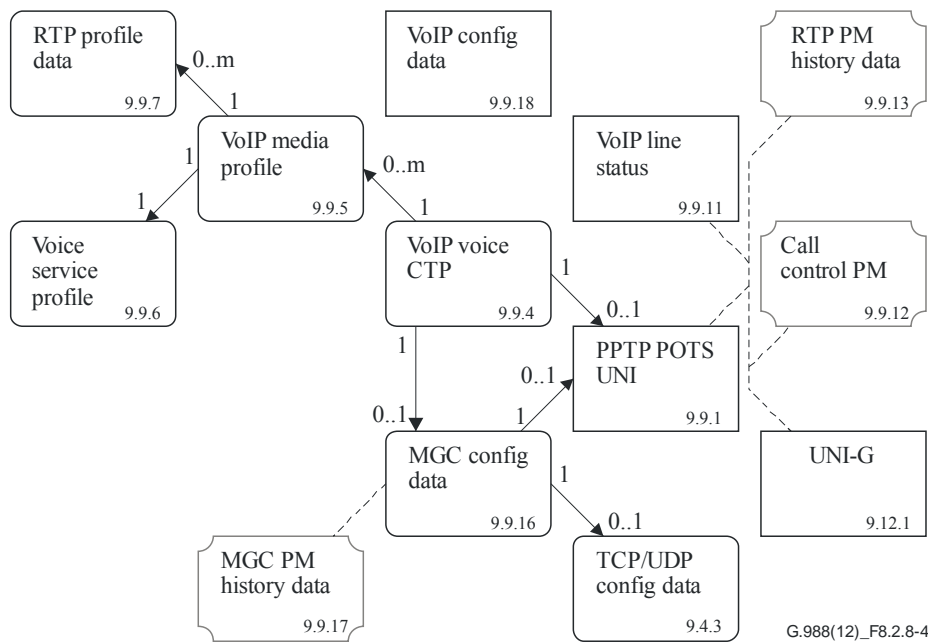 RTP profile
data
9.9.7
VoIP config
data
9.9.18
RTP PM
history data
9.9.13
0..m
1
VoIP media
profile
9.9.5
VoIP line
status
9.9.11
1
0..m
1
1
Voice
service
profile
9.9.6
VoIP voice
CTP
9.9.4
Call
control PM
9.9.12
1
0..1
1
PPTP POTS
UNI
9.9.1
0..1
0..1
1
MGC config
data
9.9.16
UNI-G
9.12.1
1
0..1
MGC PM
history data
9.9.17
TCP/UDP
config data
9.4.3
G.988(12)_F8.2.8-4